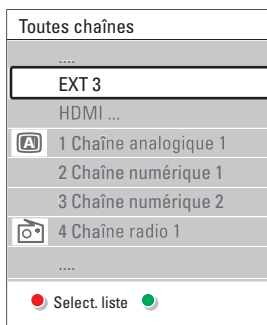 Toutes chaînes
....
EXT 3
HDMI ...
A 1 Chaîne analogique 1
2 Chaîne numérique 1
3 Chaîne numérique 2
4 Chaîne radio 1
....
Select. liste